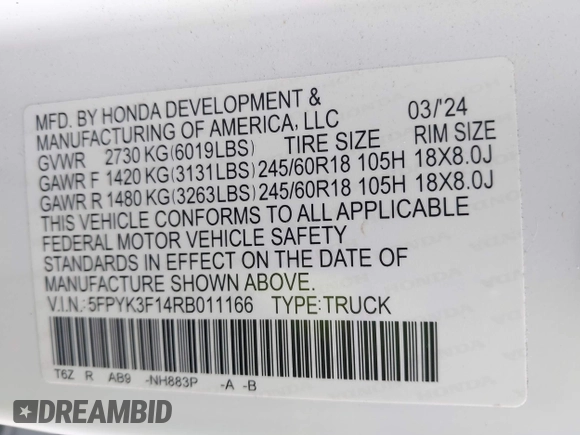 MFD. BY HONDA DEVELOPMENT &
MANUFACTURING OF AMERICA, LLC 03/'24
GVWR 2730 KG(6019LBS) TIRE SIZE RIM SIZE
GAWR F 1420 KG(3131LBS) 245/60R18 105H 18X8.0J
GAWR R 1480 KG(3263LBS) 245/60R18 105H 18X8.0J
THIS VEHICLE CONFORMS TO ALL APPLICABLE
FEDERAL MOTOR VEHICLE SAFETY
STANDARDS IN EFFECT ON THE DATE OF
MANUFACTURE SHOWN ABOVE.
V.I.N.:5FPYK3F14RB011166 TYPE:TRUCK
T6Z R AB9 -NH883P -A -B
DREAMBID